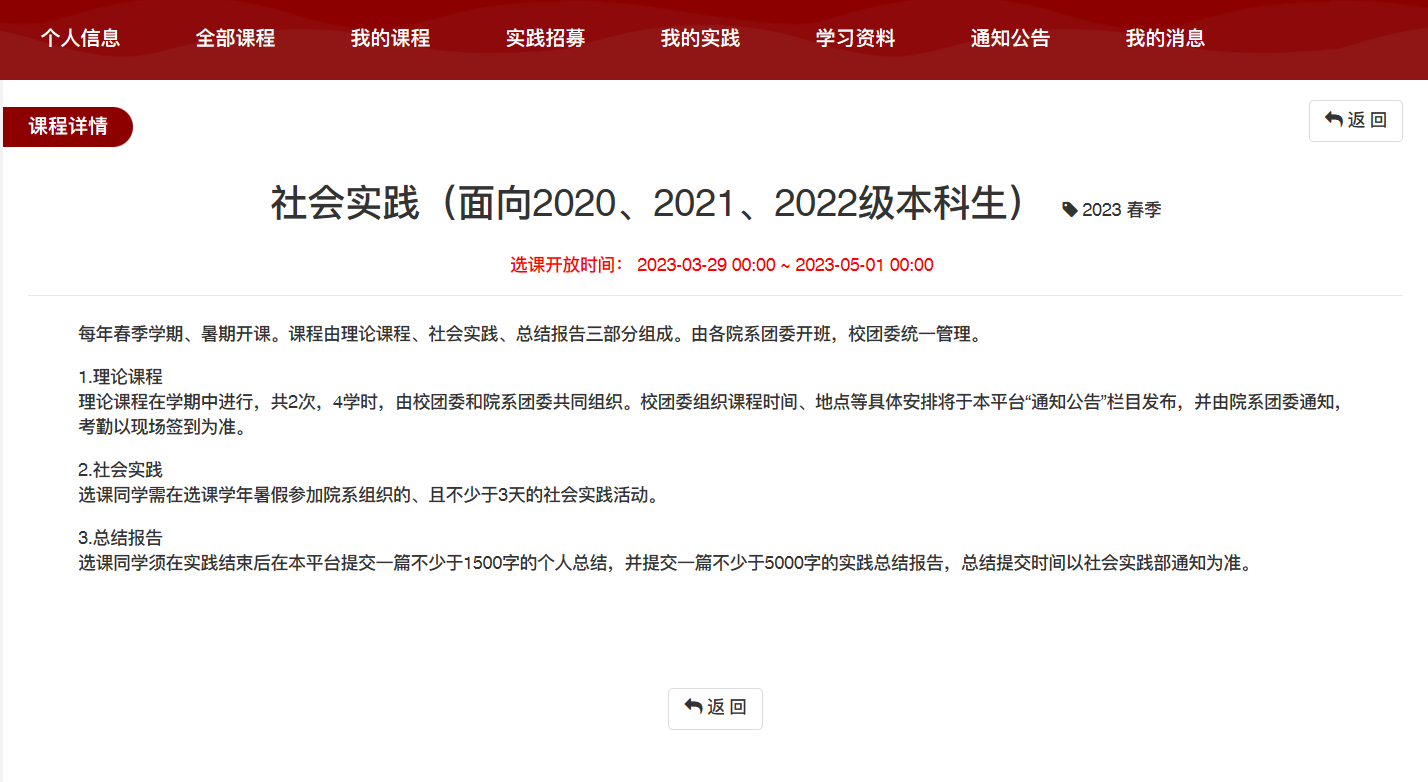 个人信息 全部课程 我的课程 实践招募 我的实践 学习资料 通知公告 我的消息
课程详情
返 回
社会实践（面向2020、2021、2022级本科生） 2023 春季
选课开放时间： 2023-03-29 00:00 ~ 2023-05-01 00:00
每年春季学期、暑期开课。课程由理论课程、社会实践、总结报告三部分组成。由各院系团委开班，校团委统一管理。
1.理论课程
理论课程在学期中进行，共2次，4学时，由校团委和院系团委共同组织。校团委组织课程时间、地点等具体安排将于本平台“通知公告”栏目发布，并由院系团委通知，
考勤以现场签到为准。
2.社会实践
选课同学需在选课学年暑假参加院系组织的、且不少于3天的社会实践活动。
3.总结报告
选课同学须在实践结束后在本平台提交一篇不少于1500字的个人总结，并提交一篇不少于5000字的实践总结报告，总结提交时间以社会实践部通知为准。
返 回